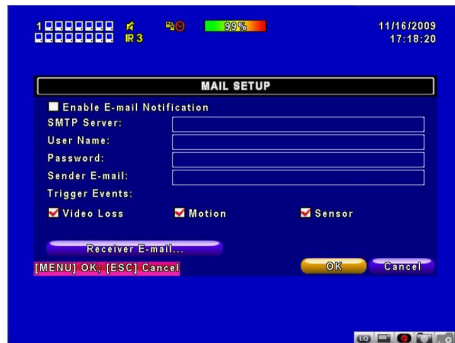 1 99% 11/16/2009
IR 3 17:18:20
MAIL SETUP
Enable E-mail Notification
SMTP Server:
User Name:
Password:
Sender E-mail:
Trigger Events:
Video Loss Motion Sensor
Receiver E-mail...
[MENU] OK; [ESC] Cancel OK Cancel
LQ